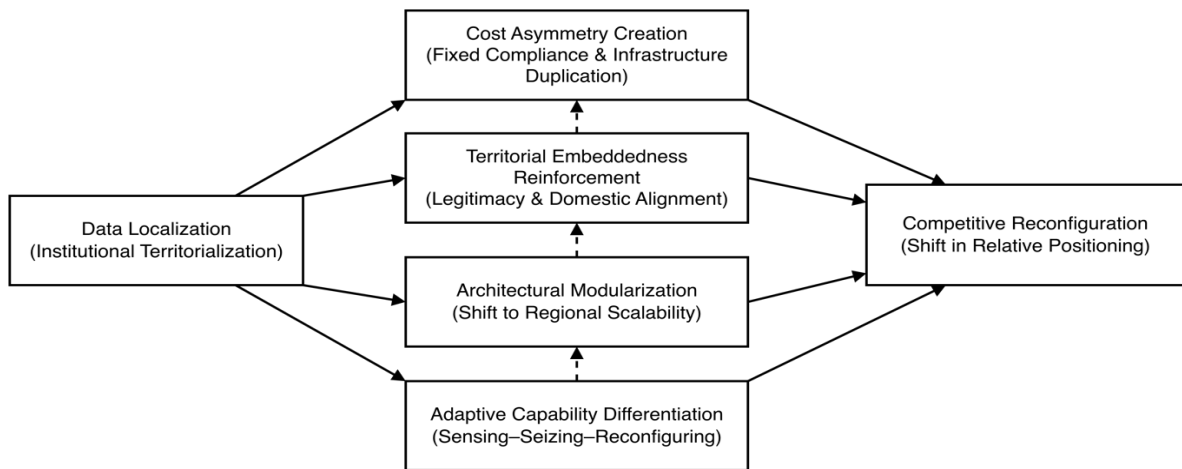 Cost Asymmetry Creation
(Fixed Compliance & Infrastructure
Duplication)
Territorial Embeddedness
Reinforcement
(Legitimacy & Domestic Alignment)
Data Localization
(Institutional Territorialization)
Competitive Reconfiguration
(Shift in Relative Positioning)
Architectural Modularization
(Shift to Regional Scalability)
Adaptive Capability Differentiation
(Sensing–Seizing–Reconfiguring)